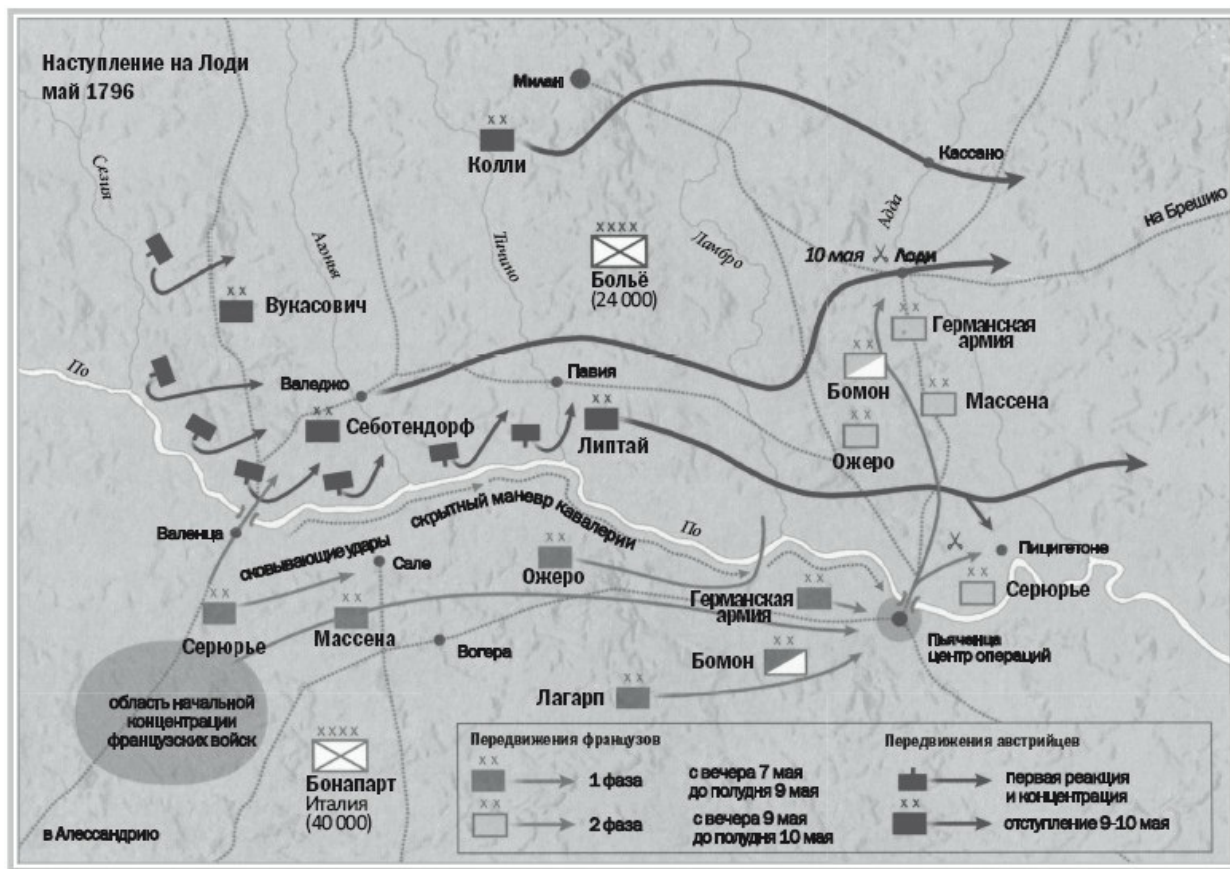 Наступление на Лоди
май 1796
Милан
X X
Колли
Кассано
Сезия
Агонья
Тичино
Ламбро
Адда
на Брешию
X X X X
Больё
(24 000)
10 мая
Лоди
X X
Вукасович
X X
Германская
армия
X X
Бомон
X X
Массена
По
Валеджо
Павия
X X
Себотендорф
X X
Липтай
X X
Ожеро
Валенца
скрытный маневр кавалерии
сковывающие удары
По
Сале
X X
Ожеро
Пицигетоне
X X
Серюрье
X X
Серюрье
X X
Массена
X X
Германская
армия
Вогера
Пьяченца
центр операций
X X
Бомон
X X
Лагарп
область начальной
концентрации
французских войск
X X X X
Бонапарт
Италия
(40 000)
в Алессандрию
Передвижения французов
X X
1 фаза
с вечера 7 мая
до полудня 9 мая
X X
2 фаза
с вечера 9 мая
до полудня 10 мая
Передвижения австрийцев
первая реакция
и концентрация
X X
отступление 9-10 мая